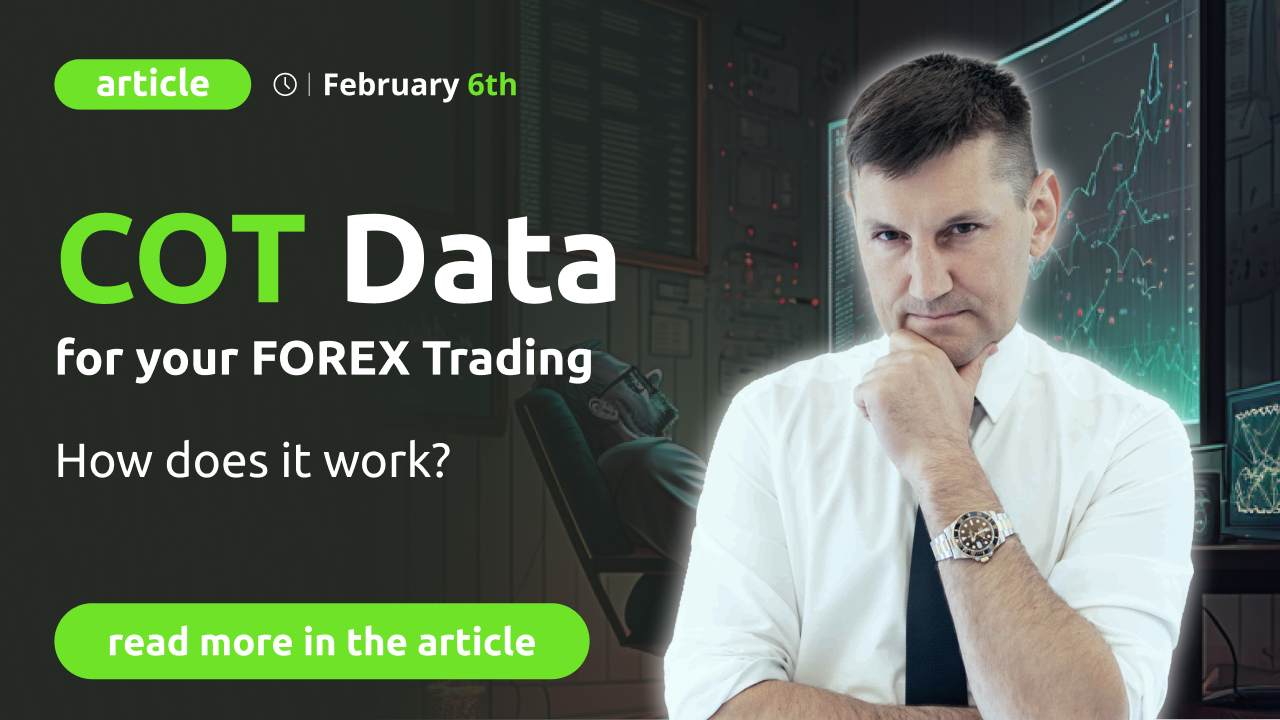 article
February 6th
COT Data
for your FOREX Trading
How does it work?
read more in the article